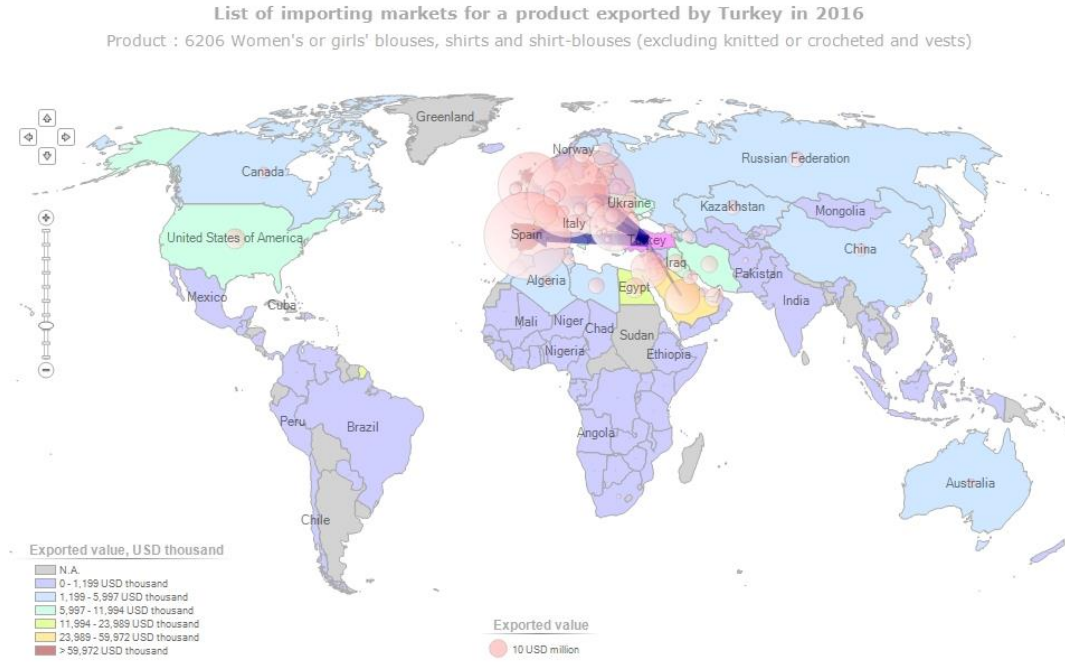 List of importing markets for a product exported by Turkey in 2016
Product : 6206 Women's or girls' blouses, shirts and shirt-blouses (excluding knitted or crocheted and vests)
Greenland
Norway
Russian Federation
Canada
Ukraine
Kazakhstan
Mongolia
Italy
Spain
United States of America
Turkey
China
Iraq
Pakistan
Algeria
Egypt
Mexico
India
Cuba
Mali
Niger
Chad
Sudan
Nigeria
Ethiopia
Peru
Brazil
Angola
Australia
Chile
Exported value, USD thousand
N.A.
0 - 1,199 USD thousand
1,199 - 5,997 USD thousand
5,997 - 11,994 USD thousand
11,994 - 23,989 USD thousand
23,989 - 59,972 USD thousand
> 59,972 USD thousand
Exported value
10 USD million